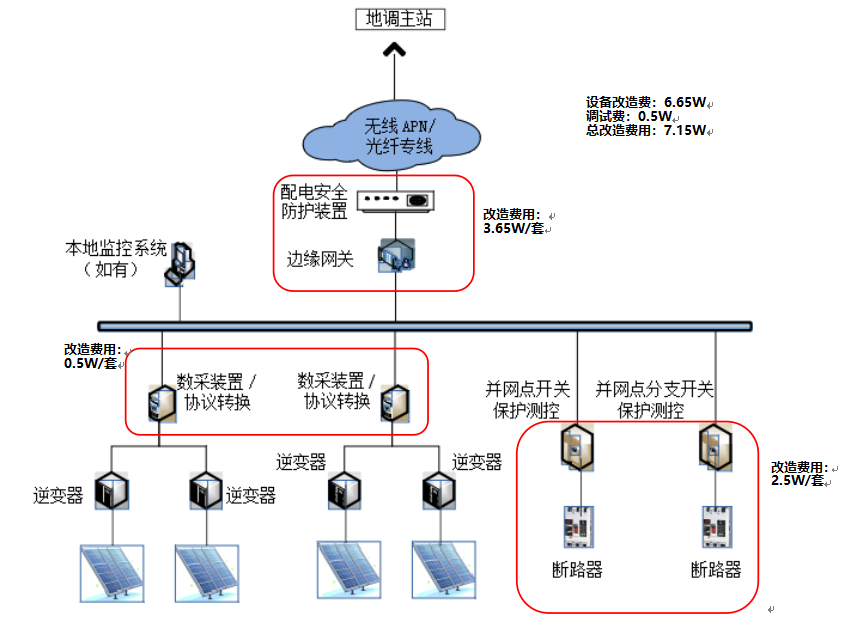 地调主站
无线 APN/
光纤专线
设备改造费：6.65W
调试费：0.5W
总改造费用：7.15W
配电安全
防护装置
边缘网关
改造费用：
3.65W/套
本地监控系统
（如有）
改造费用：
0.5W/套
数采装置 /
协议转换
数采装置 /
协议转换
并网点开关
保护测控
并网点分支开关
保护测控
逆变器
逆变器
逆变器
逆变器
改造费用：
2.5W/套
断路器
断路器